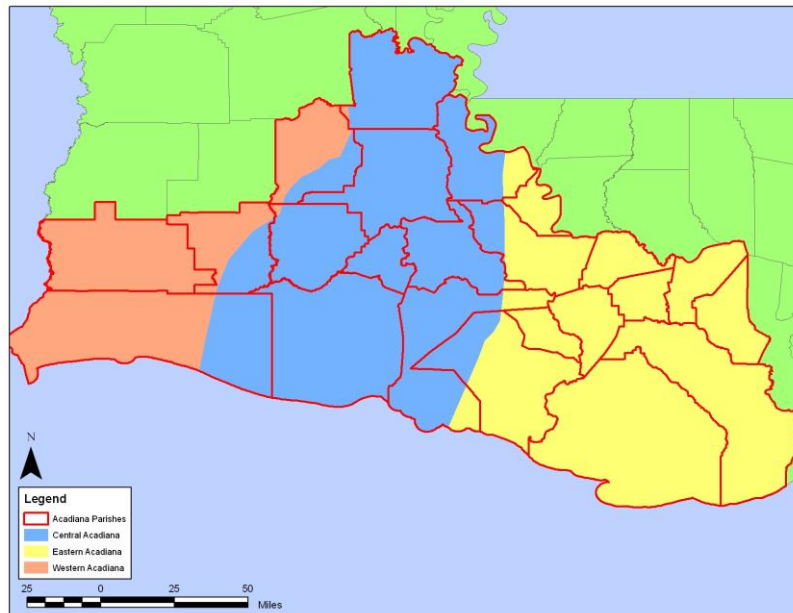 N
Legend
Acadiana Parishes
Central Acadiana
Eastern Acadiana
Western Acadiana
25 0 25 50
Miles